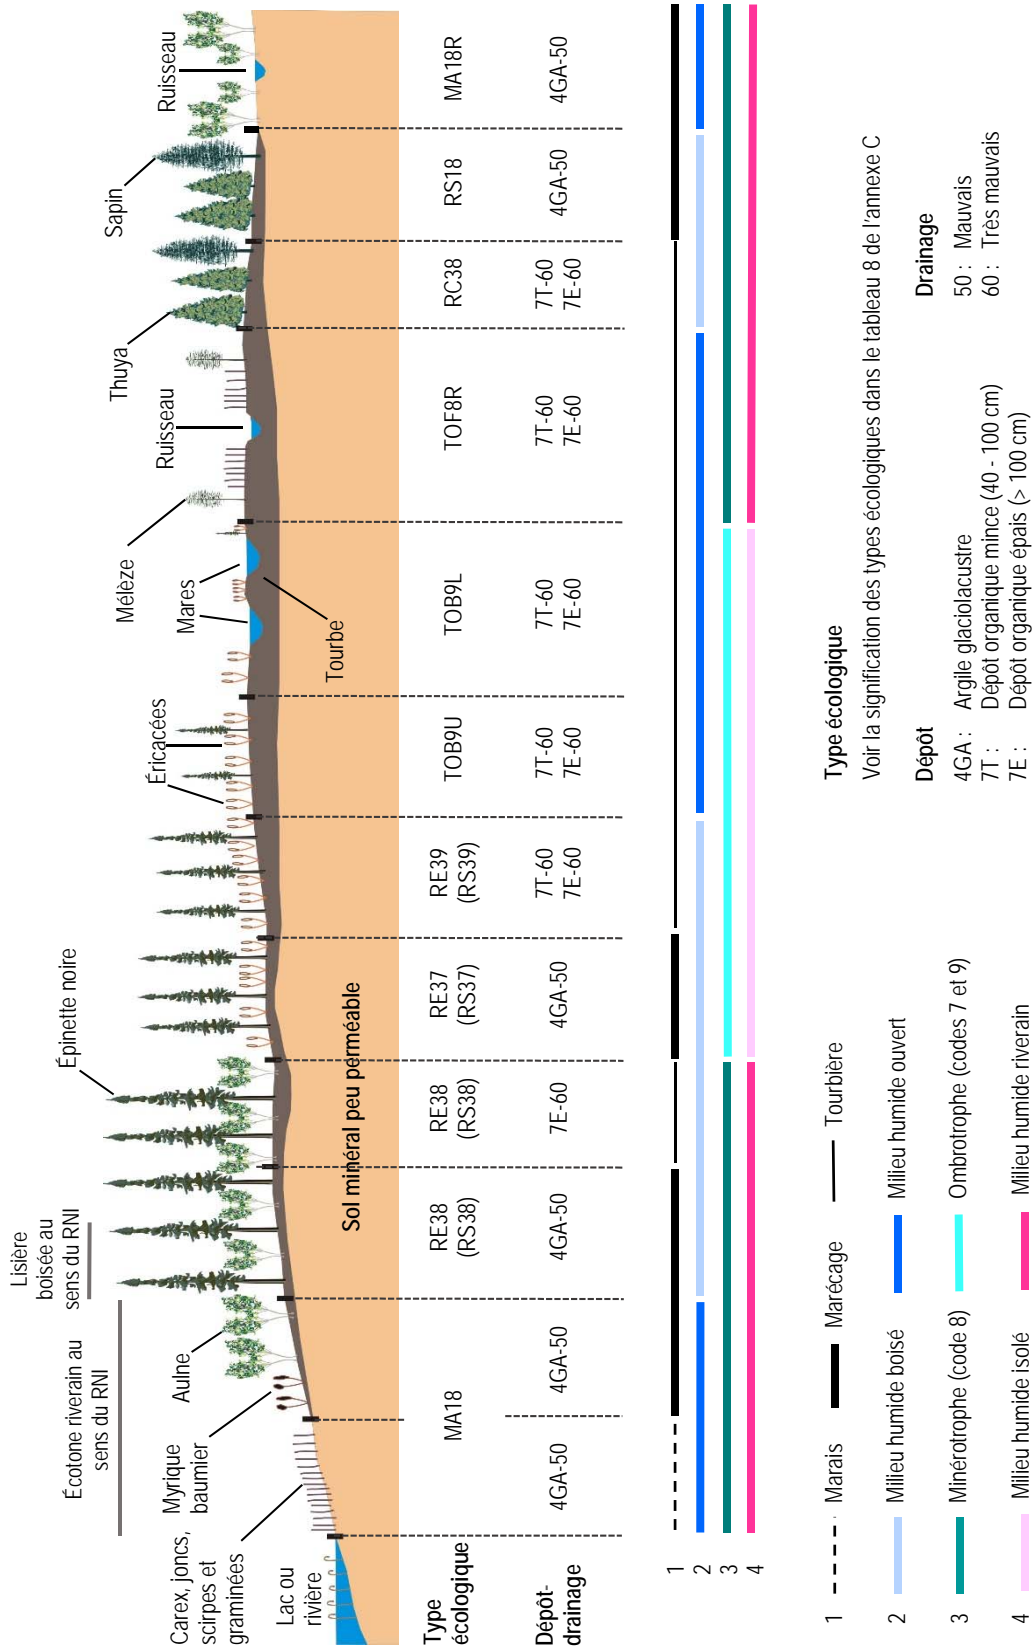 Écotone riverain au
sens du RNI
Lisière
boisée au
sens du RNI
Épinette noire
Carex, joncs,
scirpes et
graminées
Myrique
baumier
Aulne
Éricacées
Mares
Mélèze
Ruisseau
Thuya
Sapin
Ruisseau
Lac ou
rivière
Tourbe
Sol minéral peu perméable
Type
écologique
MA18
RE38
(RS38)
RE38
(RS38)
RE37
(RS37)
RE39
(RS39)
TOB9U
TOB9L
TOF8R
RC38
RS18
MA18R
Dépôt-
drainage
4GA-50
4GA-50
4GA-50
7E-60
4GA-50
7T-60
7E-60
7T-60
7E-60
7T-60
7E-60
7T-60
7E-60
7T-60
7E-60
4GA-50
4GA-50
1
2
3
4
1 Marais Marécage Tourbière
2 Milieu humide boisé Milieu humide ouvert
3 Minérotrophe (code 8) Ombrotrophe (codes 7 et 9)
4 Milieu humide isolé Milieu humide riverain
Type écologique
Voir la signification des types écologiques dans le tableau 8 de l'annexe C
Dépôt
4GA : Argile glaciolacustre
7T : Dépôt organique mince (40 - 100 cm)
7E : Dépôt organique épais (> 100 cm)
Drainage
50 : Mauvais
60 : Très mauvais